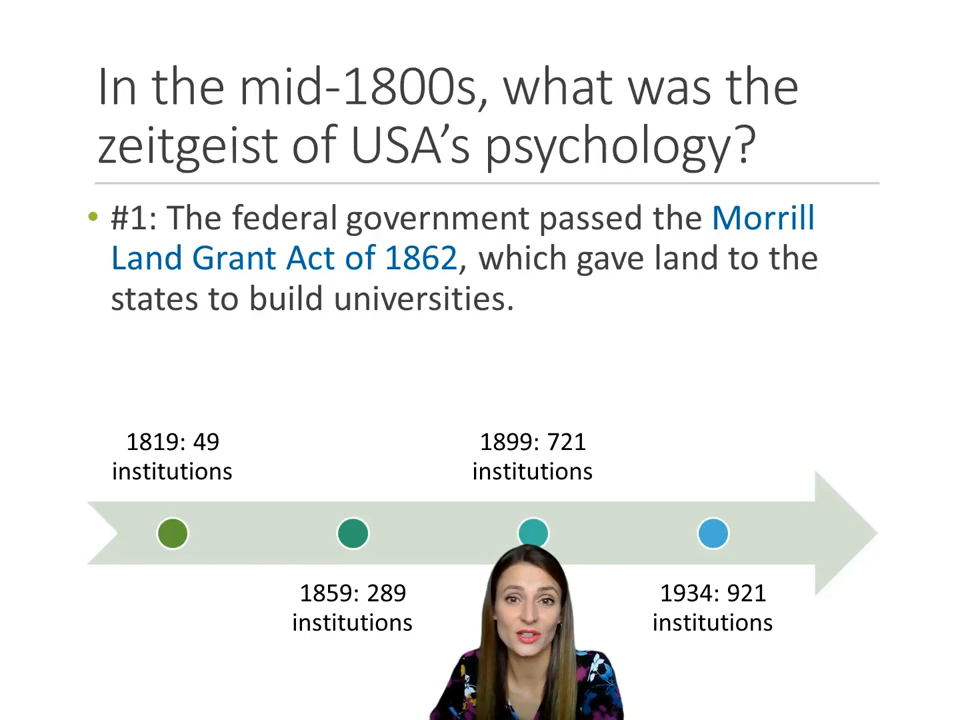 In the mid-1800s, what was the
zeitgeist of USA’s psychology?
• #1: The federal government passed the Morrill
Land Grant Act of 1862, which gave land to the
states to build universities.
1819: 49
institutions
1899: 721
institutions
1859: 289
institutions
1934: 921
institutions